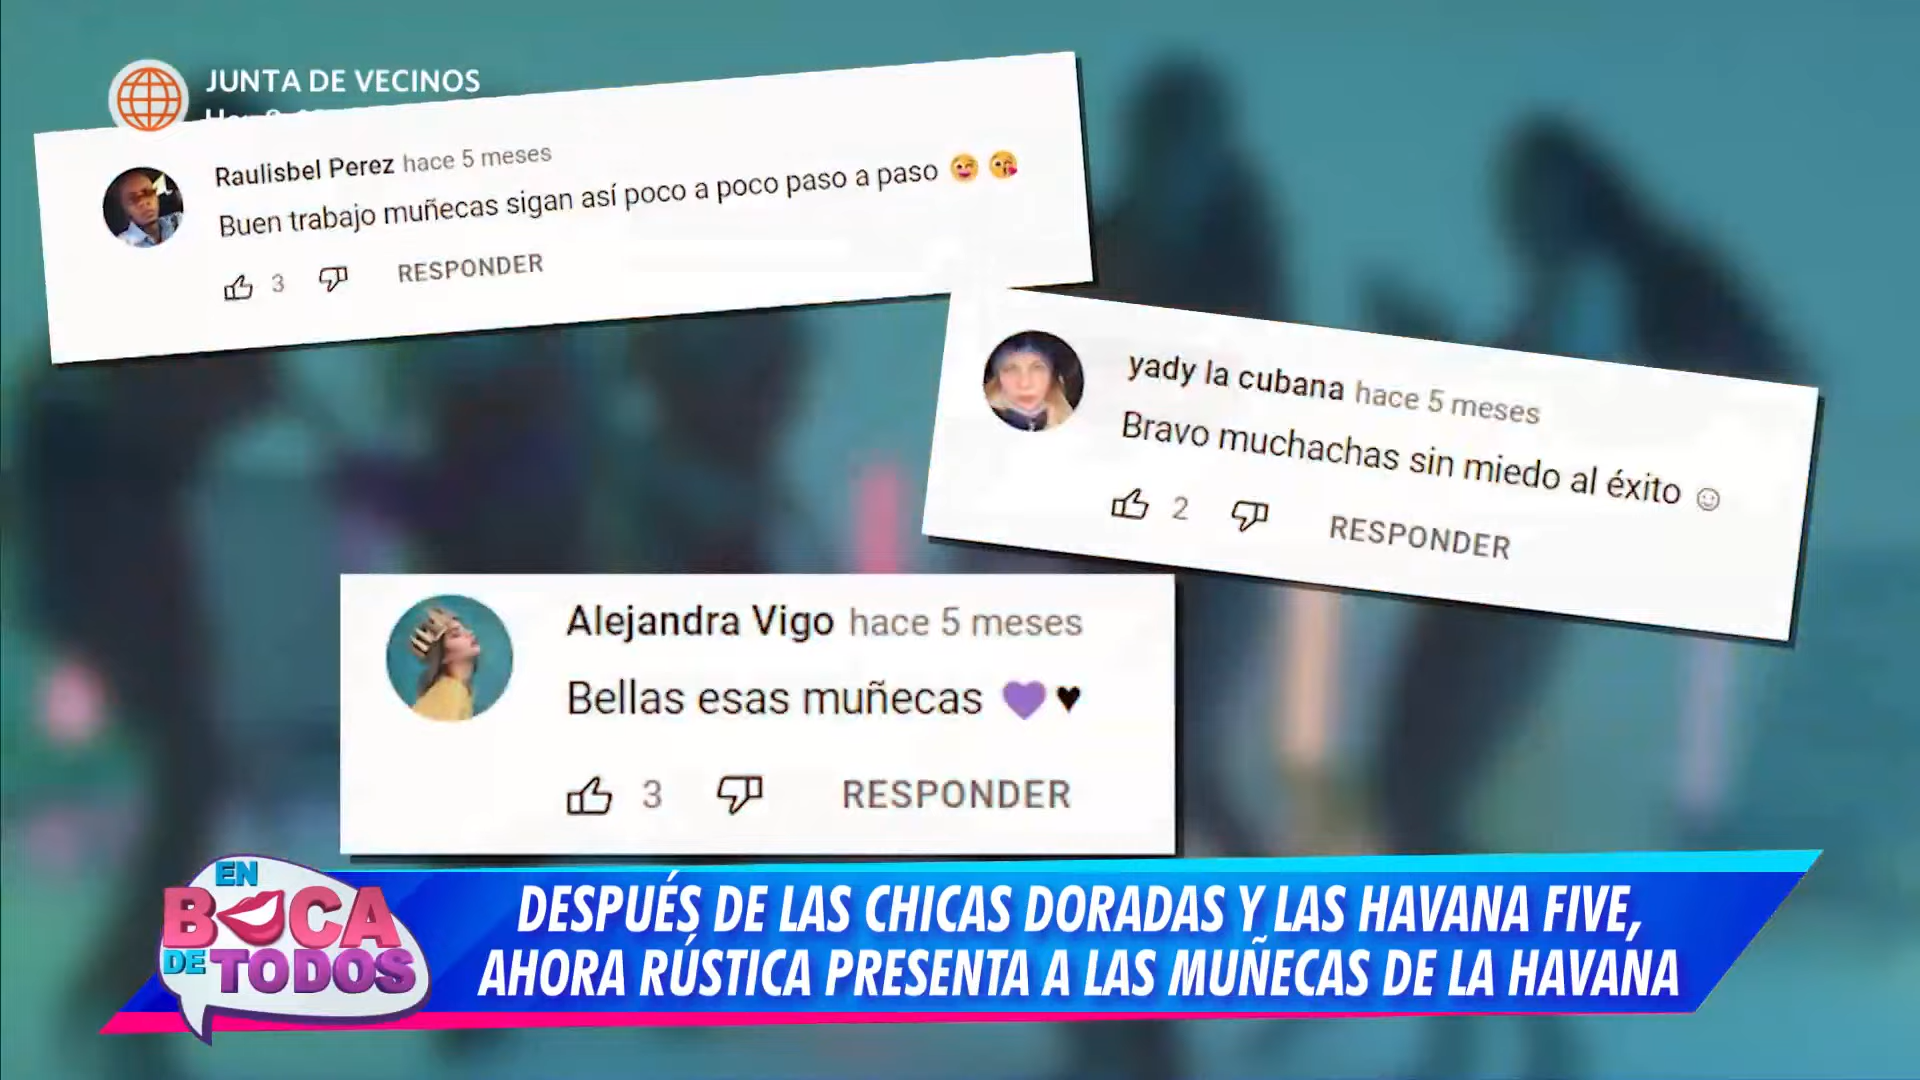 JUNTA DE VECINOS
Raulisbel Perez hace 5 meses
Buen trabajo muñecas sigan así poco a poco paso a paso 😉 😘
3 RESPONDER
yady la cubana hace 5 meses
Bravo muchachas sin miedo al éxito ☺
2 RESPONDER
Alejandra Vigo hace 5 meses
Bellas esas muñecas 💜♥
3 RESPONDER
EN
BOCA
DE TODOS
DESPUÉS DE LAS CHICAS DORADAS Y LAS HAVANA FIVE,
AHORA RÚSTICA PRESENTA A LAS MUÑECAS DE LA HAVANA